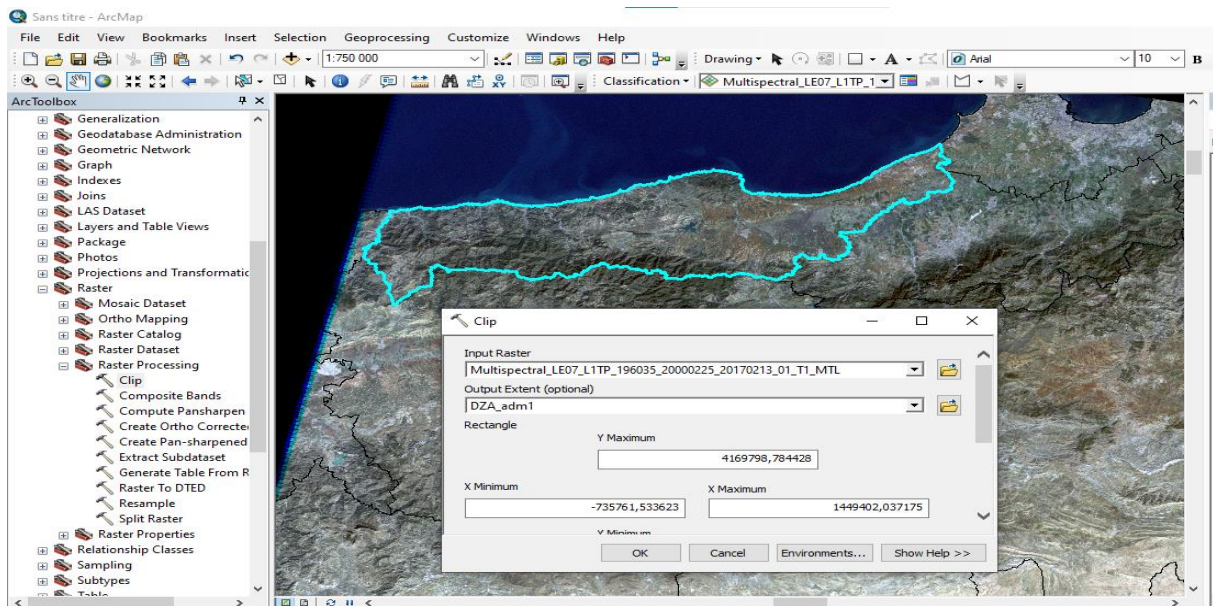 Sans titre - ArcMap
File Edit View Bookmarks Insert Selection Geoprocessing Customize Windows Help
1:750 000 Drawing A Arial 10 B
Classification Multispectral_LE07_L1TP_1
ArcToolbox
Generalization
Geodatabase Administration
Geometric Network
Graph
Indexes
Joins
LAS Dataset
Layers and Table Views
Package
Photos
Projections and Transformatic
Raster
Mosaic Dataset
Ortho Mapping
Raster Catalog
Raster Dataset
Raster Processing
Clip
Composite Bands
Compute Pansharpen
Create Ortho Correcte
Create Pan-sharpened
Extract Subdataset
Generate Table From R
Raster To DTED
Resample
Split Raster
Raster Properties
Relationship Classes
Sampling
Subtypes
Table
Clip
Input Raster
Multispectral_LE07_L1TP_196035_20000225_20170213_01_T1_MTL
Output Extent (optional)
DZA_adm1
Rectangle
Y Maximum
4169798,784428
X Minimum X Maximum
-735761,533623 1449402,037175
Y Minimum
OK Cancel Environments... Show Help >>